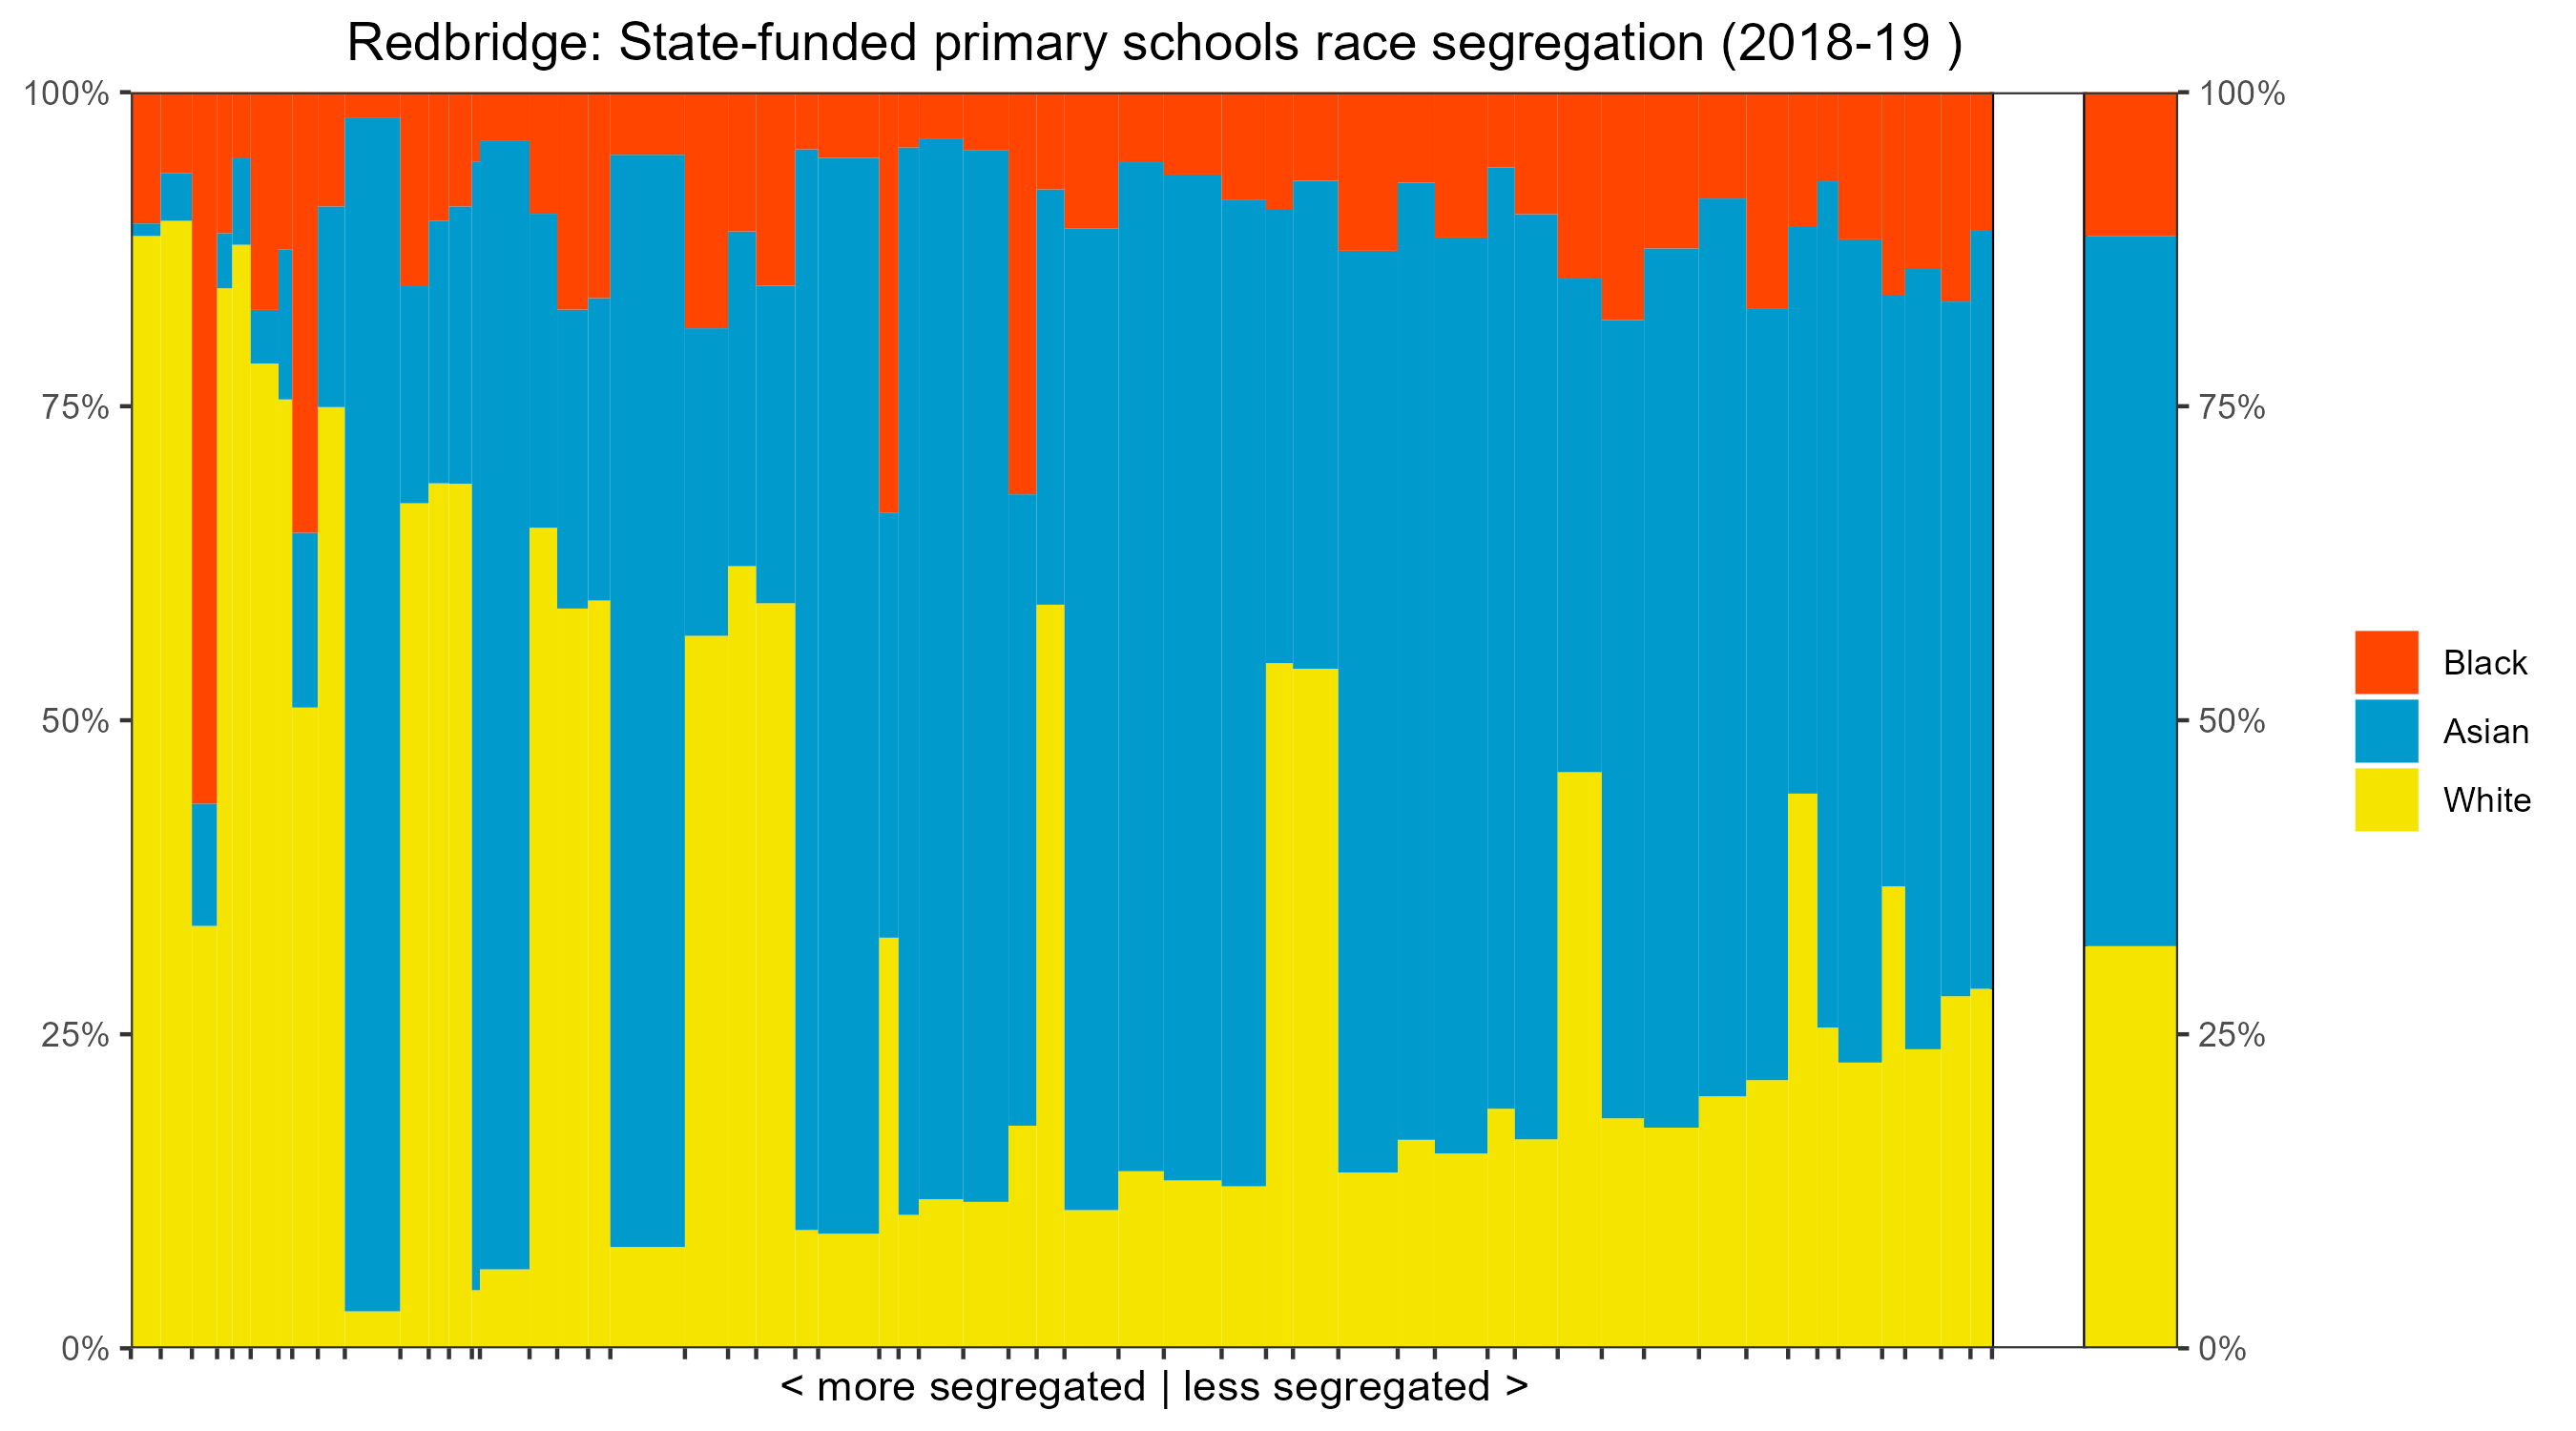 Redbridge: State-funded primary schools race segregation (2018-19 )
100%
75%
50%
25%
0%
100%
75%
50%
25%
0%
Black
Asian
White
< more segregated | less segregated >